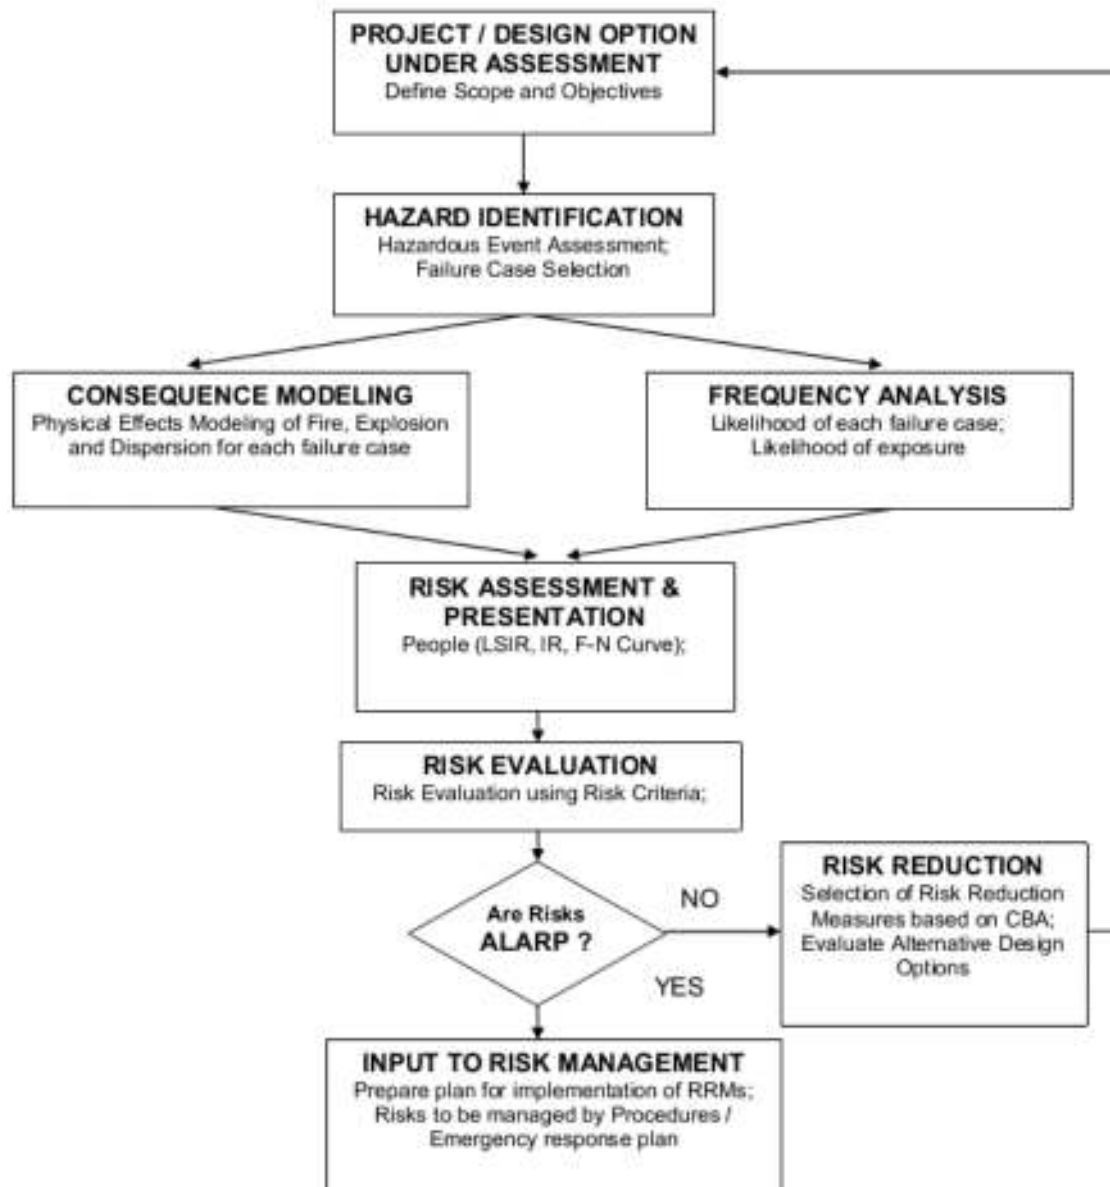 PROJECT / DESIGN OPTION
UNDER ASSESSMENT
Define Scope and Objectives
HAZARD IDENTIFICATION
Hazardous Event Assessment;
Failure Case Selection
CONSEQUENCE MODELING
Physical Effects Modeling of Fire, Explosion
and Dispersion for each failure case
FREQUENCY ANALYSIS
Likelihood of each failure case;
Likelihood of exposure
RISK ASSESSMENT &
PRESENTATION
People (LSIR, IR, F-N Curve);
RISK EVALUATION
Risk Evaluation using Risk Criteria;
Are Risks
ALARP ?
NO
YES
RISK REDUCTION
Selection of Risk Reduction
Measures based on CBA;
Evaluate Alternative Design
Options
INPUT TO RISK MANAGEMENT
Prepare plan for implementation of RRMs;
Risks to be managed by Procedures /
Emergency response plan